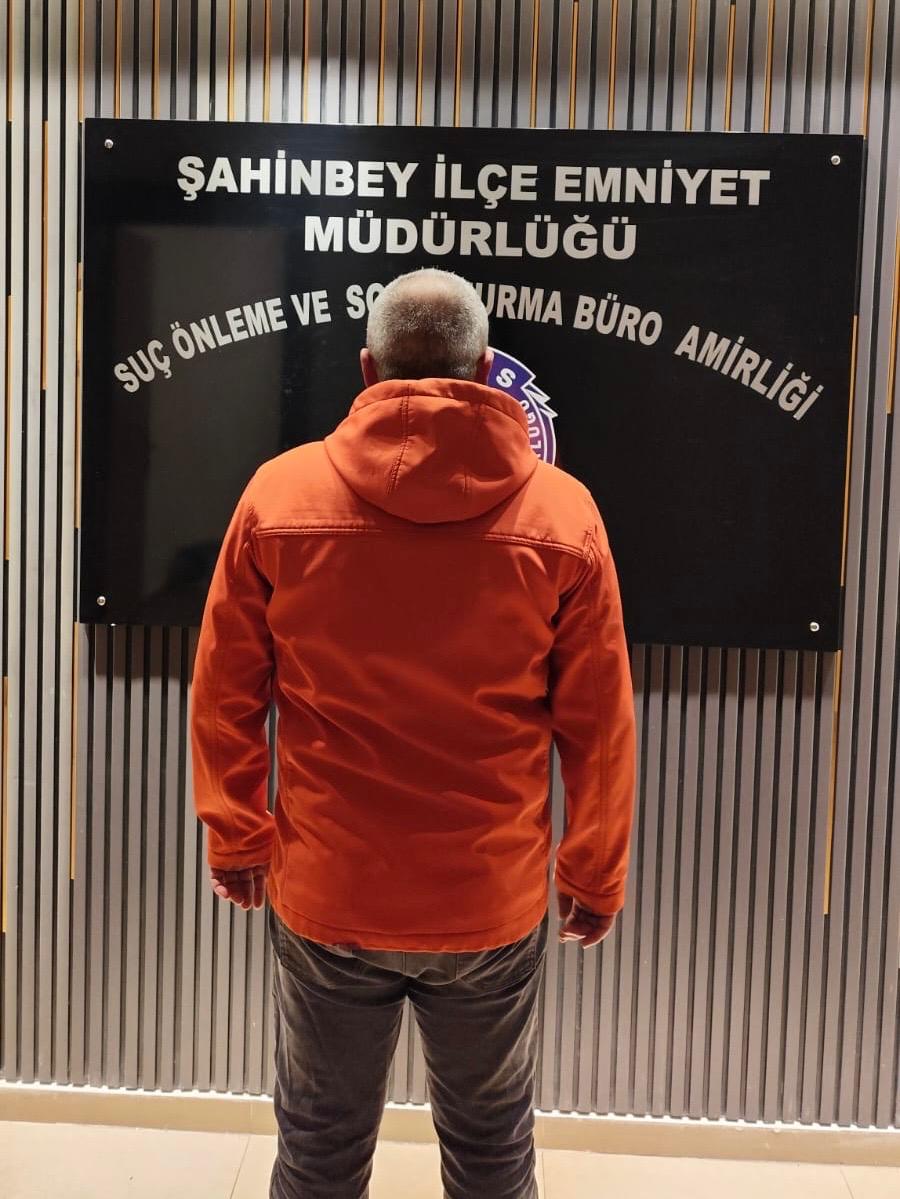 ŞAHİNBEY İLÇE EMNİYET
MÜDÜRLÜĞÜ
SUÇ ÖNLEME VE BÜRO AMİRLİĞİ
S